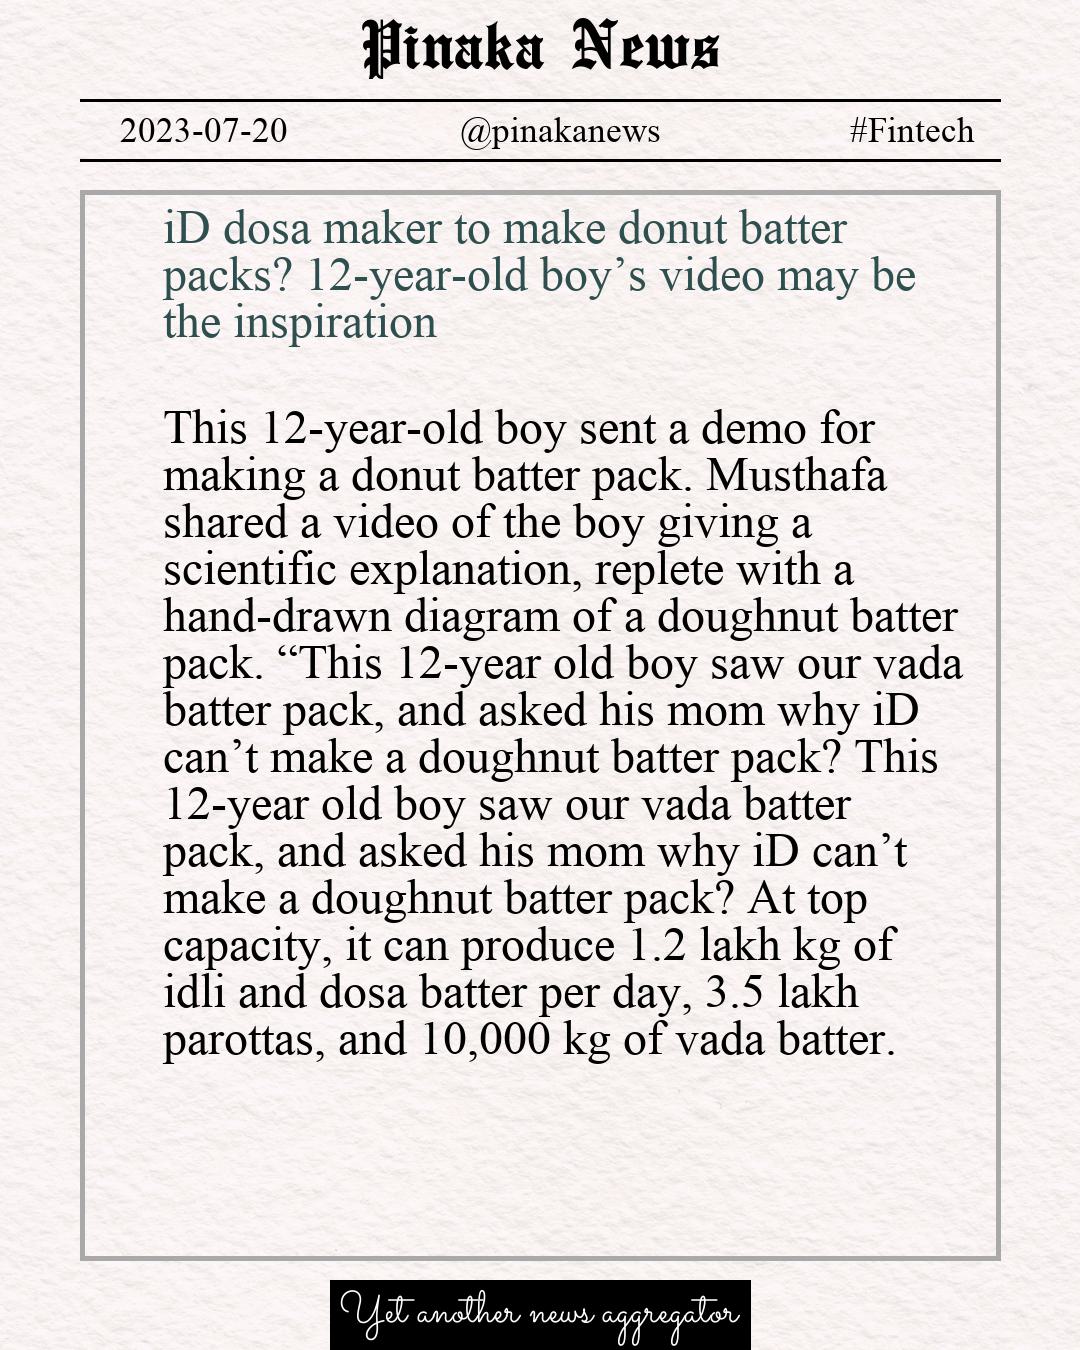 Pinaka News
2023-07-20 @pinakanews #Fintech
iD dosa maker to make donut batter
packs? 12-year-old boy’s video may be
the inspiration
This 12-year-old boy sent a demo for
making a donut batter pack. Musthafa
shared a video of the boy giving a
scientific explanation, replete with a
hand-drawn diagram of a doughnut batter
pack. “This 12-year old boy saw our vada
batter pack, and asked his mom why iD
can’t make a doughnut batter pack? This
12-year old boy saw our vada batter
pack, and asked his mom why iD can’t
make a doughnut batter pack? At top
capacity, it can produce 1.2 lakh kg of
idli and dosa batter per day, 3.5 lakh
parottas, and 10,000 kg of vada batter.
Yet another news aggregator